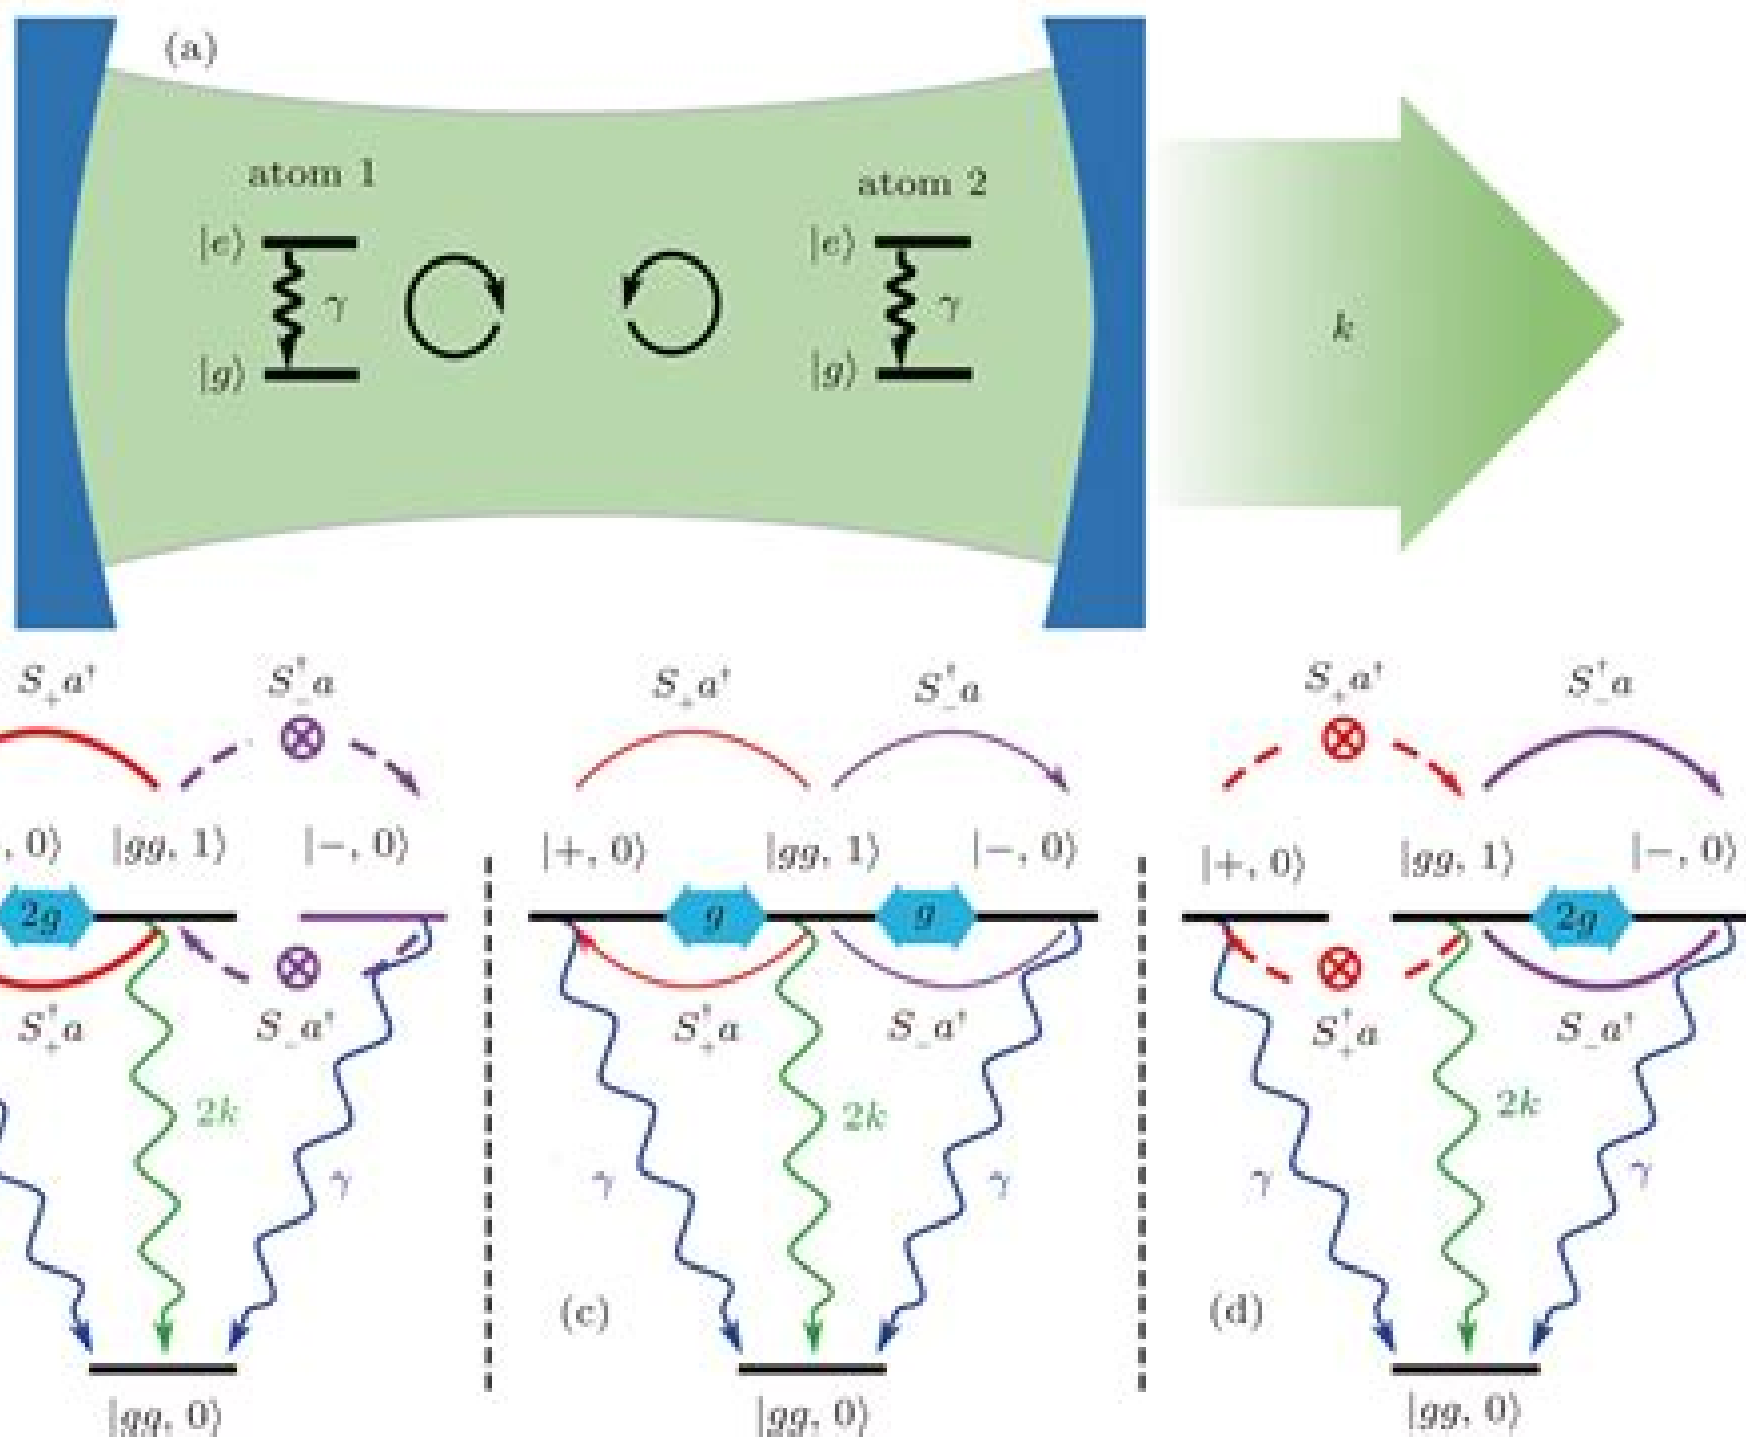 (a)
atom 1
atom 2
|e⟩
|e⟩
γ
γ
k
|g⟩
|g⟩
S₊a†
S₋†a
S₊a†
S₋†a
S₊a†
S₋†a
, 0⟩
|gg, 1⟩
|−, 0⟩
|+, 0⟩
|gg, 1⟩
|−, 0⟩
|+, 0⟩
|gg, 1⟩
|−, 0⟩
2g
g
g
2g
S₊†a
S₋a†
S₊†a
S₋a†
S₊†a
S₋a†
2k
2k
2k
γ
γ
γ
γ
γ
(c)
(d)
|gg, 0⟩
|gg, 0⟩
|gg, 0⟩